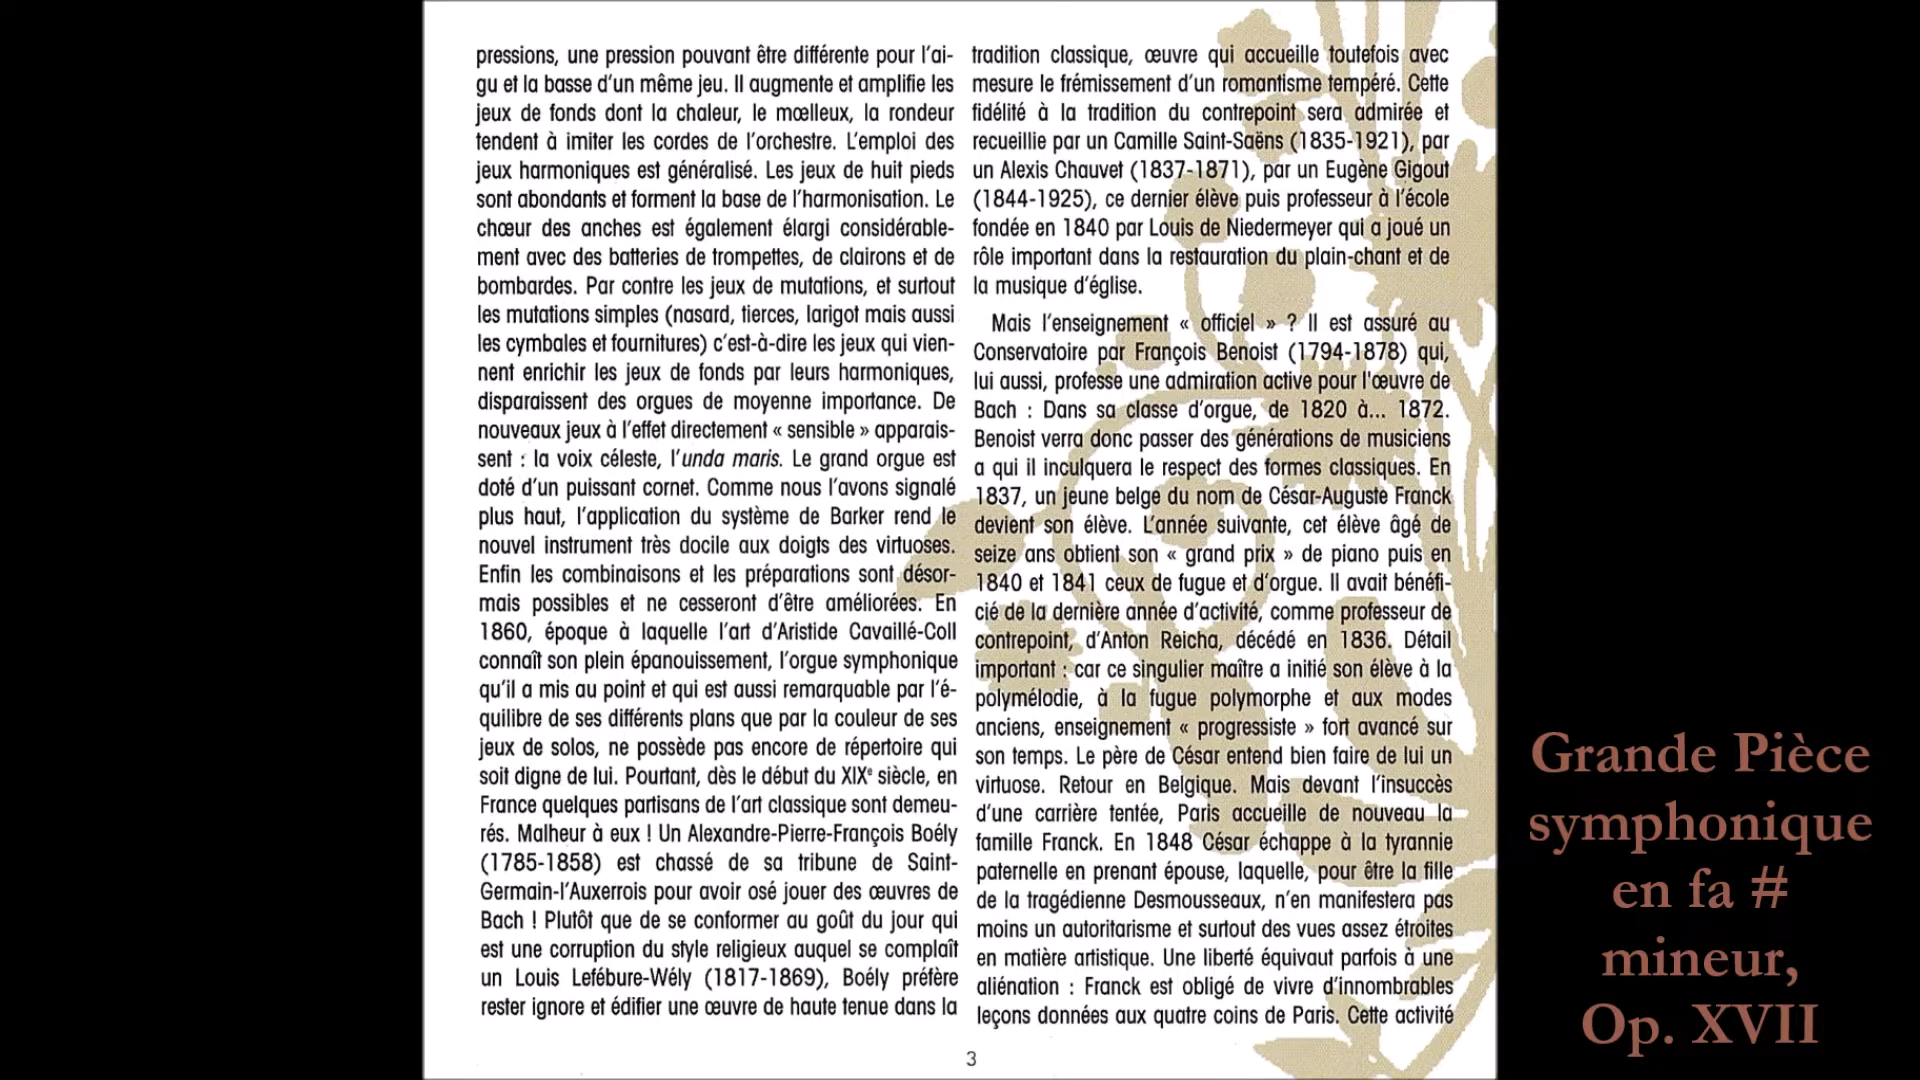 pressions, une pression pouvant être différente pour l'ai-
gu et la basse d'un même jeu. Il augmente et amplifie les
jeux de fonds dont la chaleur, le mœlleux, la rondeur
tendent à imiter les cordes de l'orchestre. L'emploi des
jeux harmoniques est généralisé. Les jeux de huit pieds
sont abondants et forment la base de l'harmonisation. Le
chœur des anches est également élargi considérable-
ment avec des batteries de trompettes, de clairons et de
bombardes. Par contre les jeux de mutations, et surtout
les mutations simples (nasard, tierces, larigot mais aussi
les cymbales et fournitures) c'est-à-dire les jeux qui vien-
nent enrichir les jeux de fonds par leurs harmoniques,
disparaissent des orgues de moyenne importance. De
nouveaux jeux à l'effet directement « sensible » apparais-
sent : la voix céleste, l'unda maris. Le grand orgue est
doté d'un puissant cornet. Comme nous l'avons signalé
plus haut, l'application du système de Barker rend le
nouvel instrument très docile aux doigts des virtuoses.
Enfin les combinaisons et les préparations sont désor-
mais possibles et ne cesseront d'être améliorées. En
1860, époque à laquelle l'art d'Aristide Cavaillé-Coll
connaît son plein épanouissement, l'orgue symphonique
qu'il a mis au point et qui est aussi remarquable par l'é-
quilibre de ses différents plans que par la couleur de ses
jeux de solos, ne possède pas encore de répertoire qui
soit digne de lui. Pourtant, dès le début du XIXe siècle, en
France quelques partisans de l'art classique sont demeu-
rés. Malheur à eux ! Un Alexandre-Pierre-François Boély
(1785-1858) est chassé de sa tribune de Saint-
Germain-l'Auxerrois pour avoir osé jouer des œuvres de
Bach ! Plutôt que de se conformer au goût du jour qui
est une corruption du style religieux auquel se complaît
un Louis Lefébure-Wély (1817-1869), Boély préfère
rester ignore et édifier une œuvre de haute tenue dans la
tradition classique, œuvre qui accueille toutefois avec
mesure le frémissement d'un romantisme tempéré. Cette
fidélité à la tradition du contrepoint sera admirée et
recueillie par un Camille Saint-Saëns (1835-1921), par
un Alexis Chauvet (1837-1871), par un Eugène Gigout
(1844-1925), ce dernier élève puis professeur à l'école
fondée en 1840 par Louis de Niedermeyer qui a joué un
rôle important dans la restauration du plain-chant et de
la musique d'église.
Mais l'enseignement « officiel » ? Il est assuré au
Conservatoire par François Benoist (1794-1878) qui,
lui aussi, professe une admiration active pour l'œuvre de
Bach : Dans sa classe d'orgue, de 1820 à... 1872.
Benoist verra donc passer des générations de musiciens
a qui il inculquera le respect des formes classiques. En
1837, un jeune belge du nom de César-Auguste Franck
devient son élève. L'année suivante, cet élève âgé de
seize ans obtient son « grand prix » de piano puis en
1840 et 1841 ceux de fugue et d'orgue. Il avait bénéfi-
cié de la dernière année d'activité, comme professeur de
contrepoint, d'Anton Reicha, décédé en 1836. Détail
important : car ce singulier maître a initié son élève à la
polymélodie, à la fugue polymorphe et aux modes
anciens, enseignement « progressiste » fort avancé sur
son temps. Le père de César entend bien faire de lui un
virtuose. Retour en Belgique. Mais devant l'insuccès
d'une carrière tentée, Paris accueille de nouveau la
famille Franck. En 1848 César échappe à la tyrannie
paternelle en prenant épouse, laquelle, pour être la fille
de la tragédienne Desmousseaux, n'en manifestera pas
moins un autoritarisme et surtout des vues assez étroites
en matière artistique. Une liberté équivaut parfois à une
aliénation : Franck est obligé de vivre d'innombrables
leçons données aux quatre coins de Paris. Cette activité
3
Grande Pièce
symphonique
en fa #
mineur,
Op. XVII